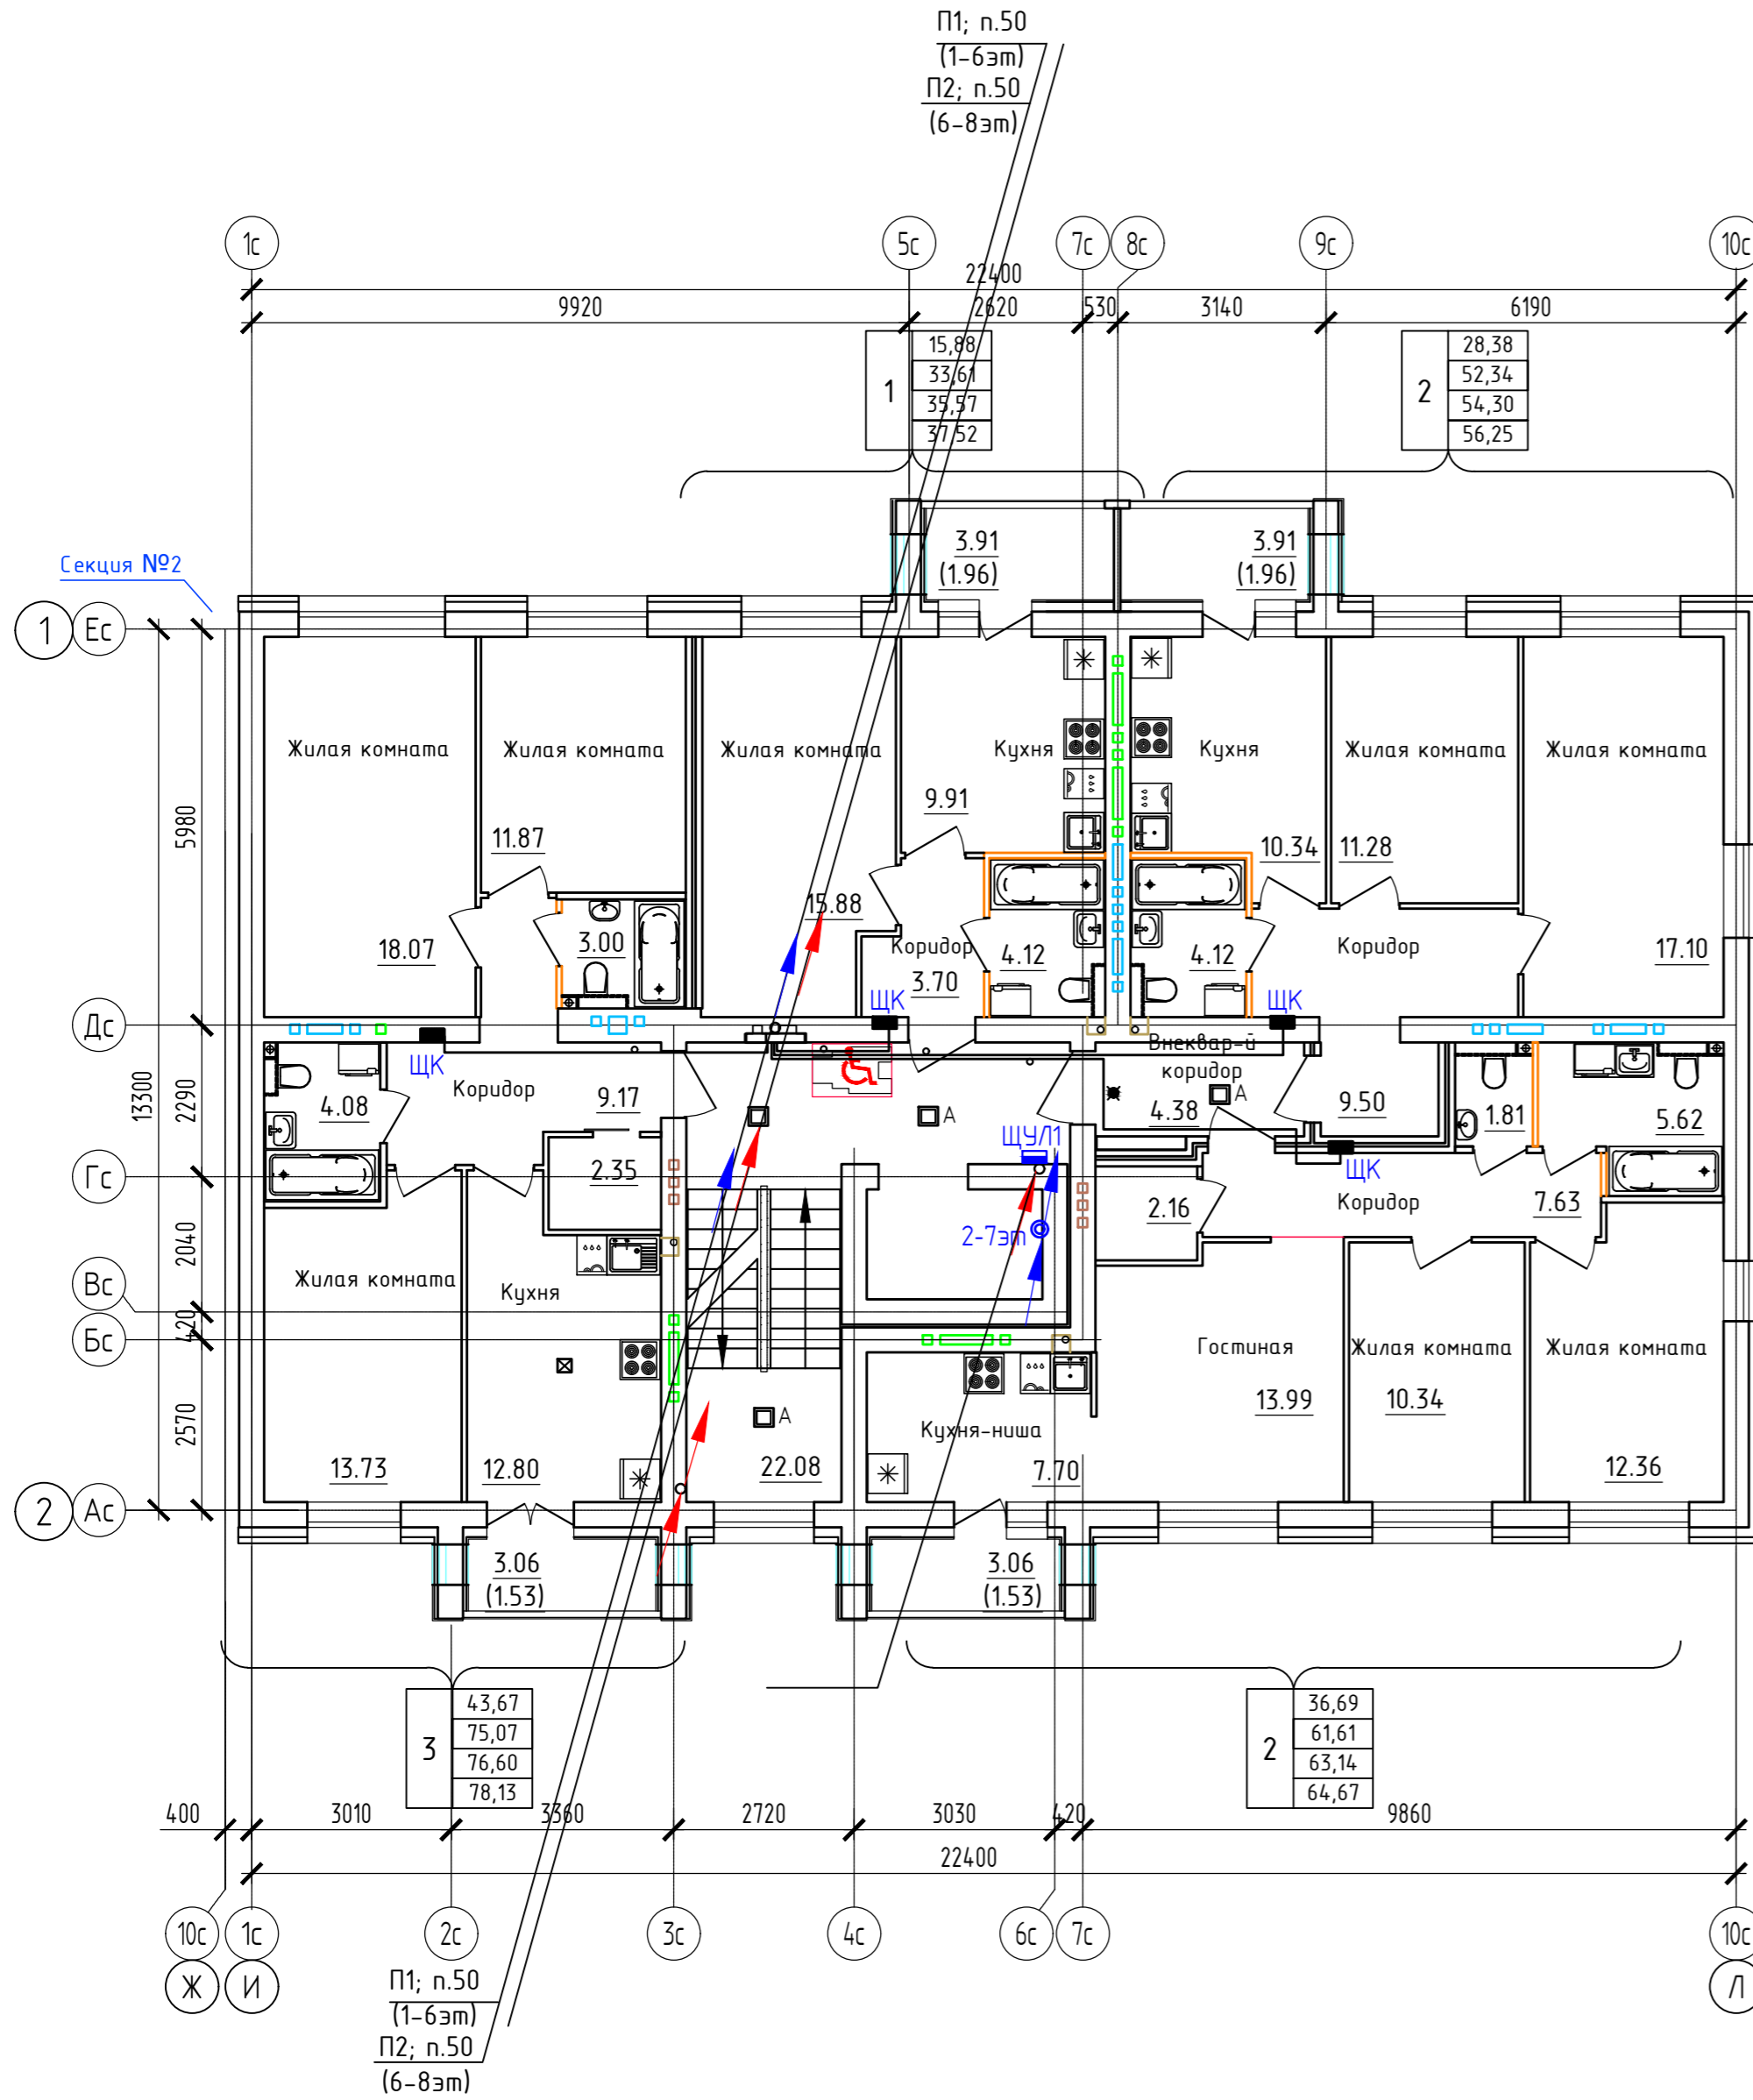 П1; п.50
(1-6эт)
П2; п.50
(6-8эт)
1с
5с
7с
8с
9с
10с
22400
9920
2620
530
3140
6190
1
15,88
33,61
35,57
37,52
2
28,38
52,34
54,30
56,25
Секция №2
3.91
(1.96)
3.91
(1.96)
1
Ес
Жилая комната
Жилая комната
Жилая комната
Кухня
Кухня
Жилая комната
Жилая комната
5980
11.87
9.91
10.34
11.28
18.07
3.00
15.88
Коридор
3.70
4.12
4.12
Коридор
17.10
Дс
ЩК
ЩК
ЩК
Внеквар-й
коридор
13300
2290
4.08
Коридор
9.17
А
4.38
А
9.50
1.81
5.62
ЩУЛ1
ЩК
Гс
2.35
2.16
Коридор
7.63
2040
2-7эт
Вс
Жилая комната
Кухня
420
Бс
Гостиная
Жилая комната
Жилая комната
2570
А
13.99
10.34
Кухня-ниша
13.73
12.80
22.08
7.70
12.36
2
Ас
3.06
(1.53)
3.06
(1.53)
3
43,67
75,07
76,60
78,13
2
36,69
61,61
63,14
64,67
400
3010
3360
2720
3030
420
9860
22400
10с
1с
2с
3с
4с
6с
7с
10с
Ж
И
Л
П1; п.50
(1-6эт)
П2; п.50
(6-8эт)